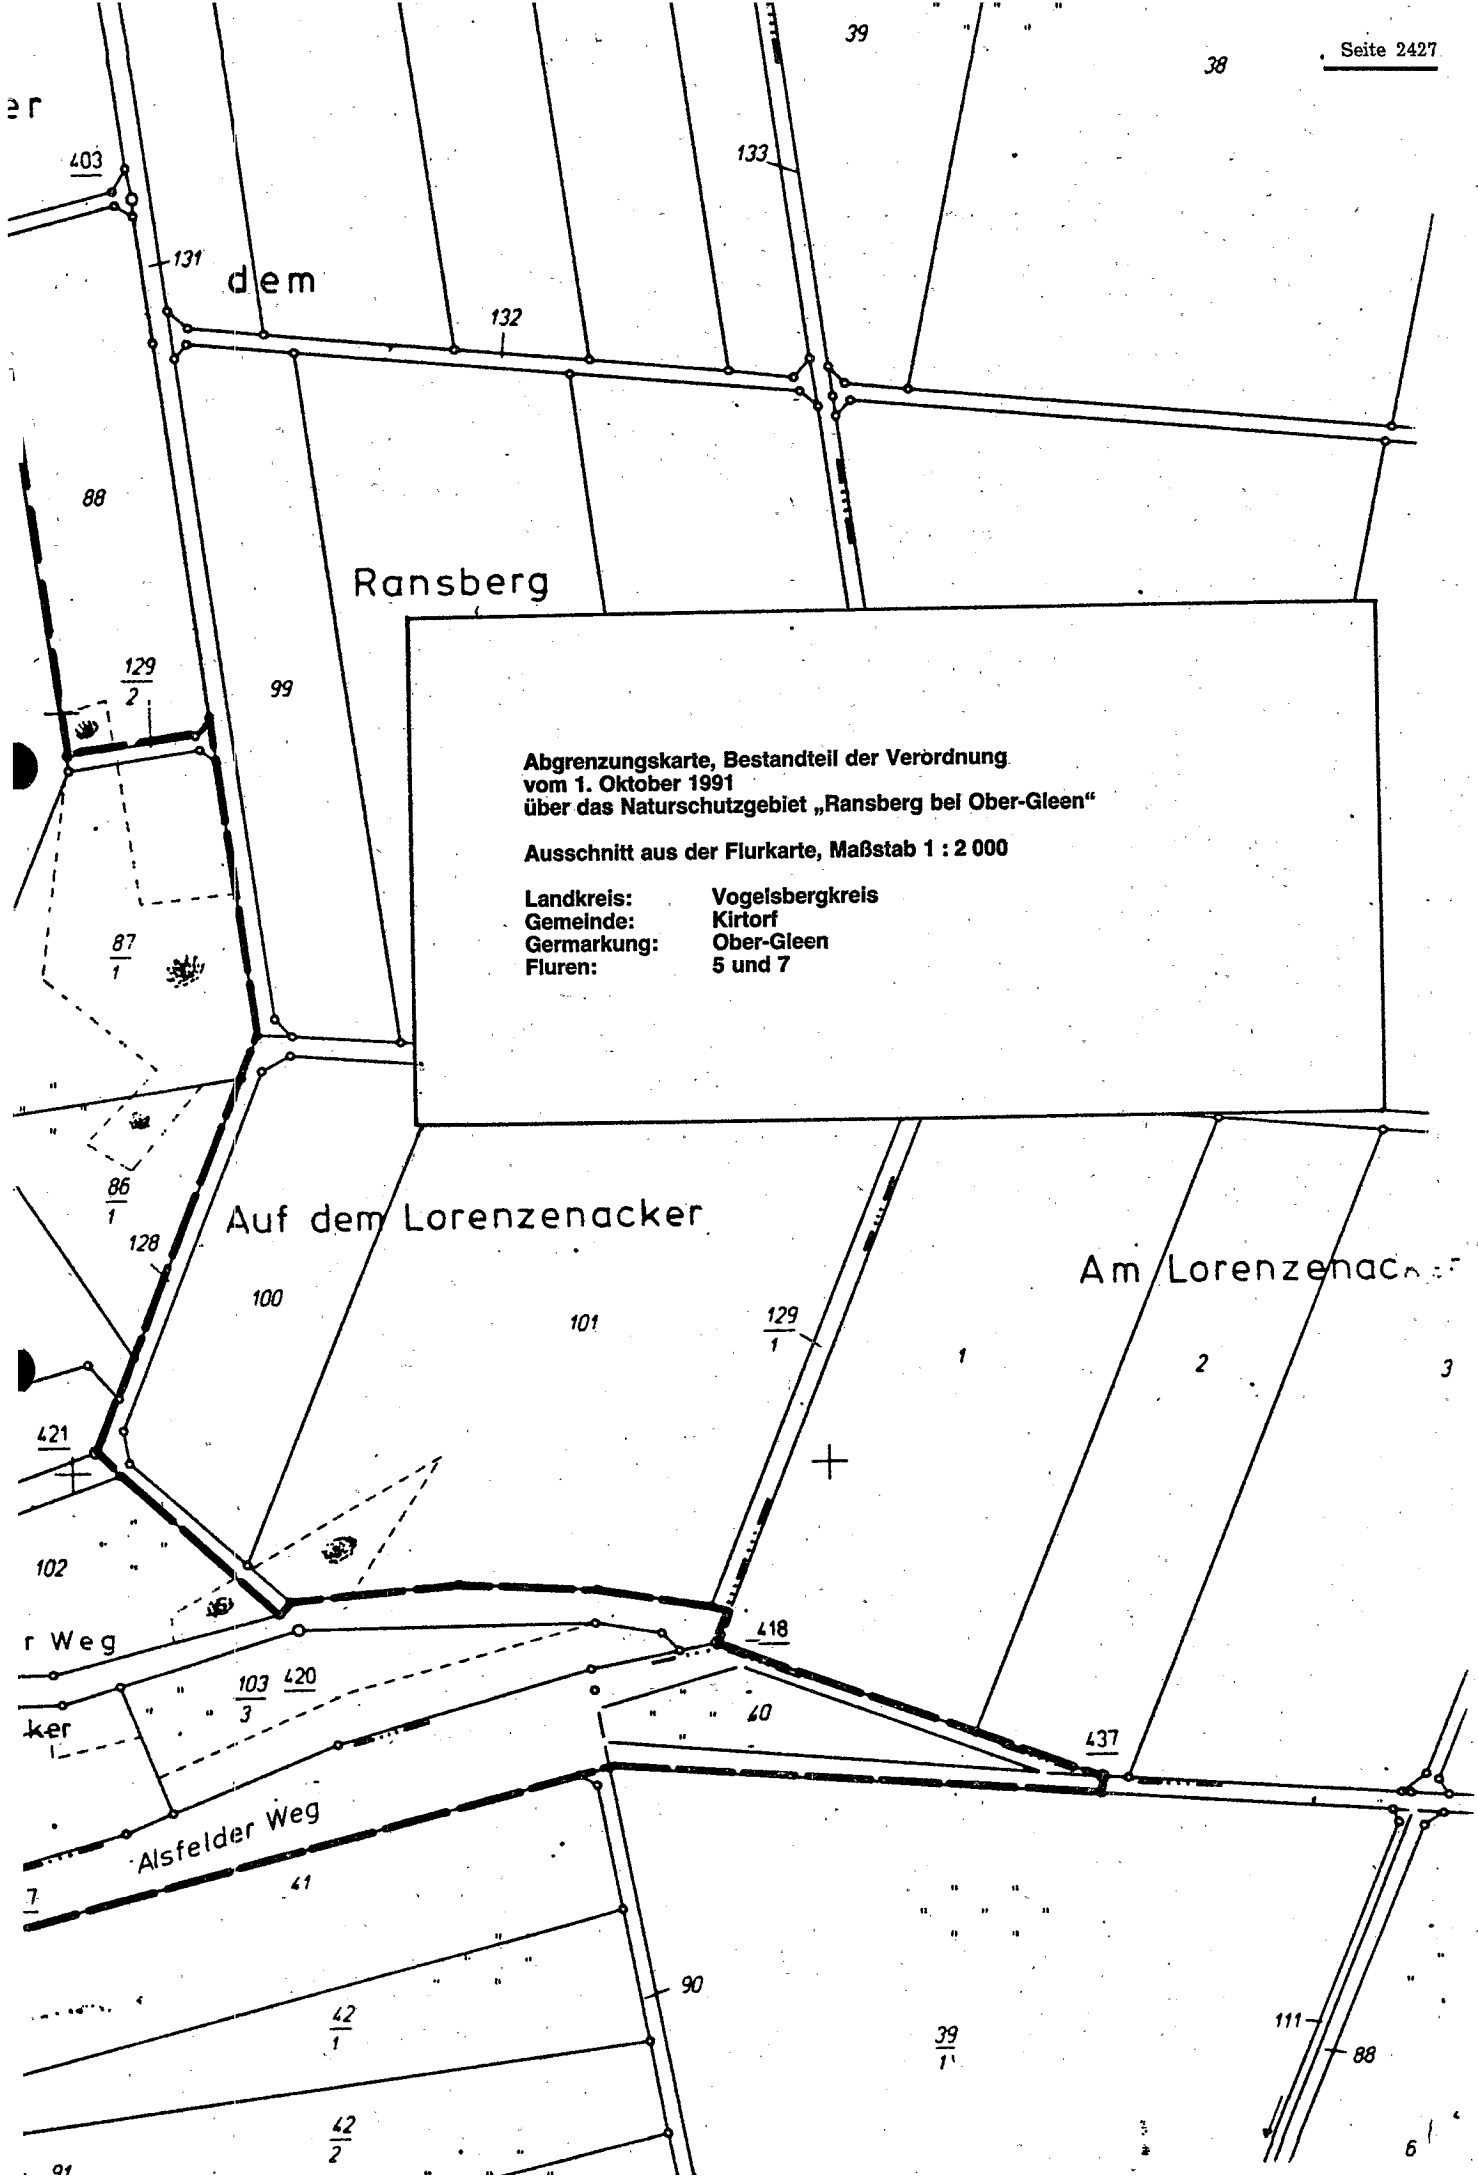 Seite 2427
39
38
er
403
133
131
dem
132
88
Ransberg
129
2
99
Abgrenzungskarte, Bestandteil der Verordnung
vom 1. Oktober 1991
über das Naturschutzgebiet „Ransberg bei Ober-Gleen“
Ausschnitt aus der Flurkarte, Maßstab 1 : 2 000
Landkreis: Vogelsbergkreis
Gemeinde: Kirtorf
Germarkung: Ober-Gleen
Fluren: 5 und 7
87
1
86
1
128
Auf dem Lorenzenacker
Am Lorenzenac
100
101
129
1
1
2
3
421
102
r Weg
418
103
3
420
40
ker
437
Alsfelder Weg
41
7
90
42
1
39
1
111
88
42
2
6
91